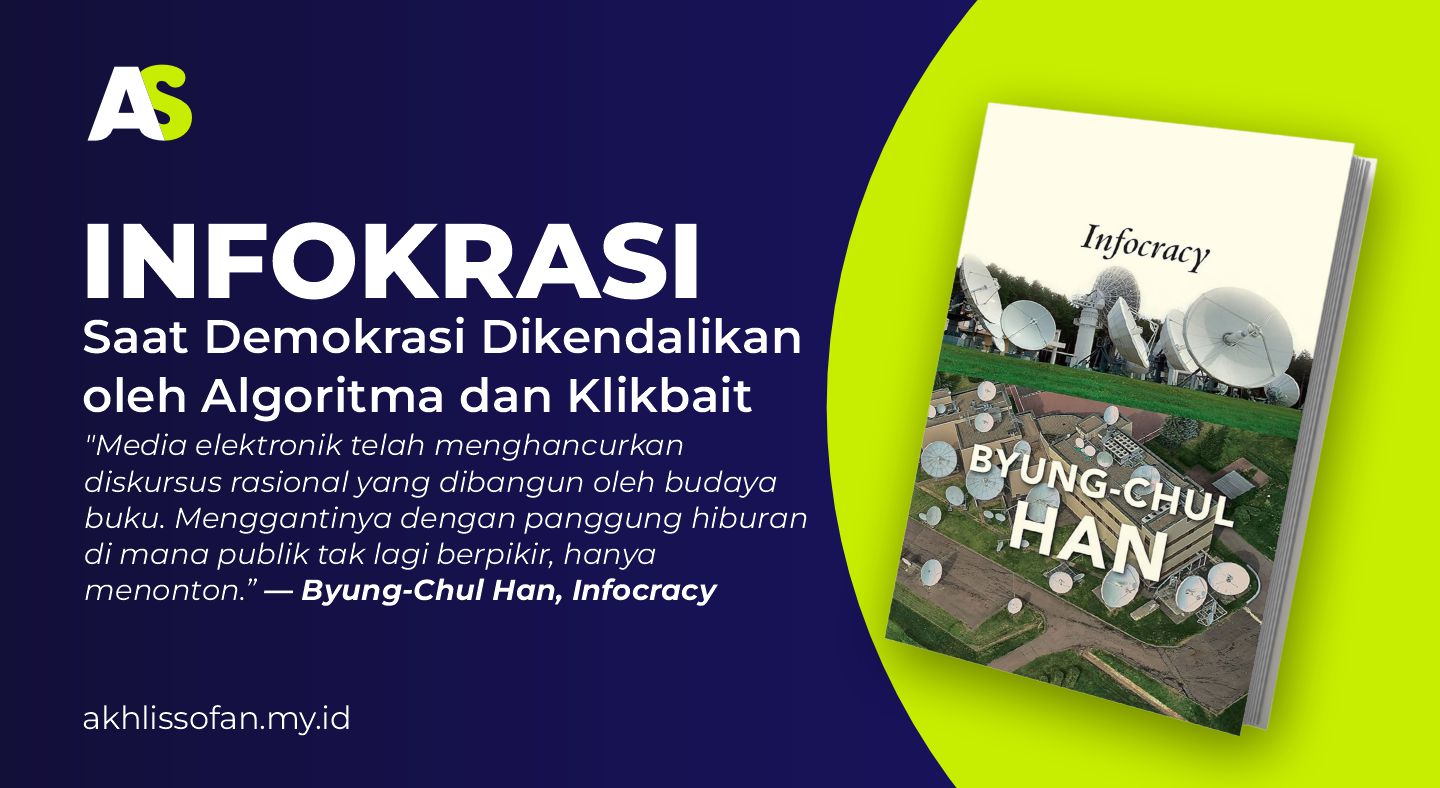 AS
INFOKRASI
Saat Demokrasi Dikendalikan
oleh Algoritma dan Klikbait
"Media elektronik telah menghancurkan
diskursus rasional yang dibangun oleh budaya
buku. Menggantinya dengan panggung hiburan
di mana publik tak lagi berpikir, hanya
menonton.” — Byung-Chul Han, Infocracy
akhlissofan.my.id
Infocracy
BYUNG-CHUL
HAN